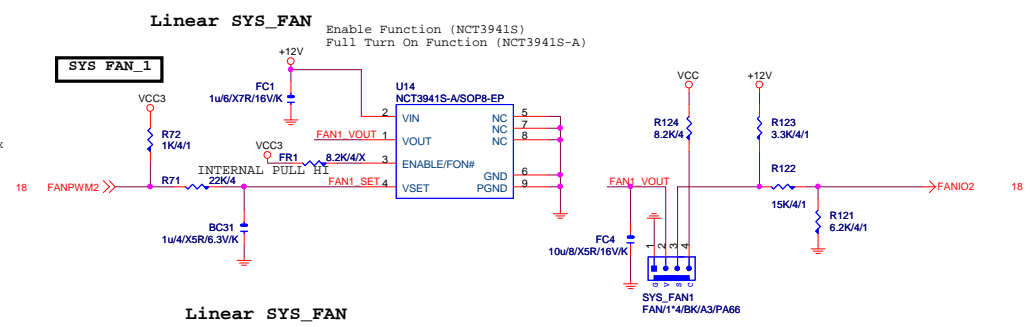 Linear SYS_FAN
Enable Function (NCT3941S)
Full Turn On Function (NCT3941S-A)
SYS FAN_1
+12V
FC1
1u/6/X7R/16V/K
U14
NCT3941S-A/SOP8-EP
2 VIN
1 VOUT
3 ENABLE/FON#
4 VSET
NC 5
NC 7
NC 8
GND 6
PGND 9
FAN1_VOUT
VCC3
FR1 8.2K/4/X
INTERNAL PULL HI
FAN1_SET
VCC3
R72
1K/4/1
18 FANPWM2
R71 22K/4
BC31
1u/4/X5R/6.3V/K
VCC
+12V
R124
8.2K/4
R123
3.3K/4/1
R122
15K/4/1
FAN1_VOUT
FANIO2 18
R121
6.2K/4/1
FC4
10u/8/X5R/16V/K
1 2 3 4
G V S C
SYS_FAN1
FAN/1*4/BK/A3/PA66
x
Linear SYS_FAN